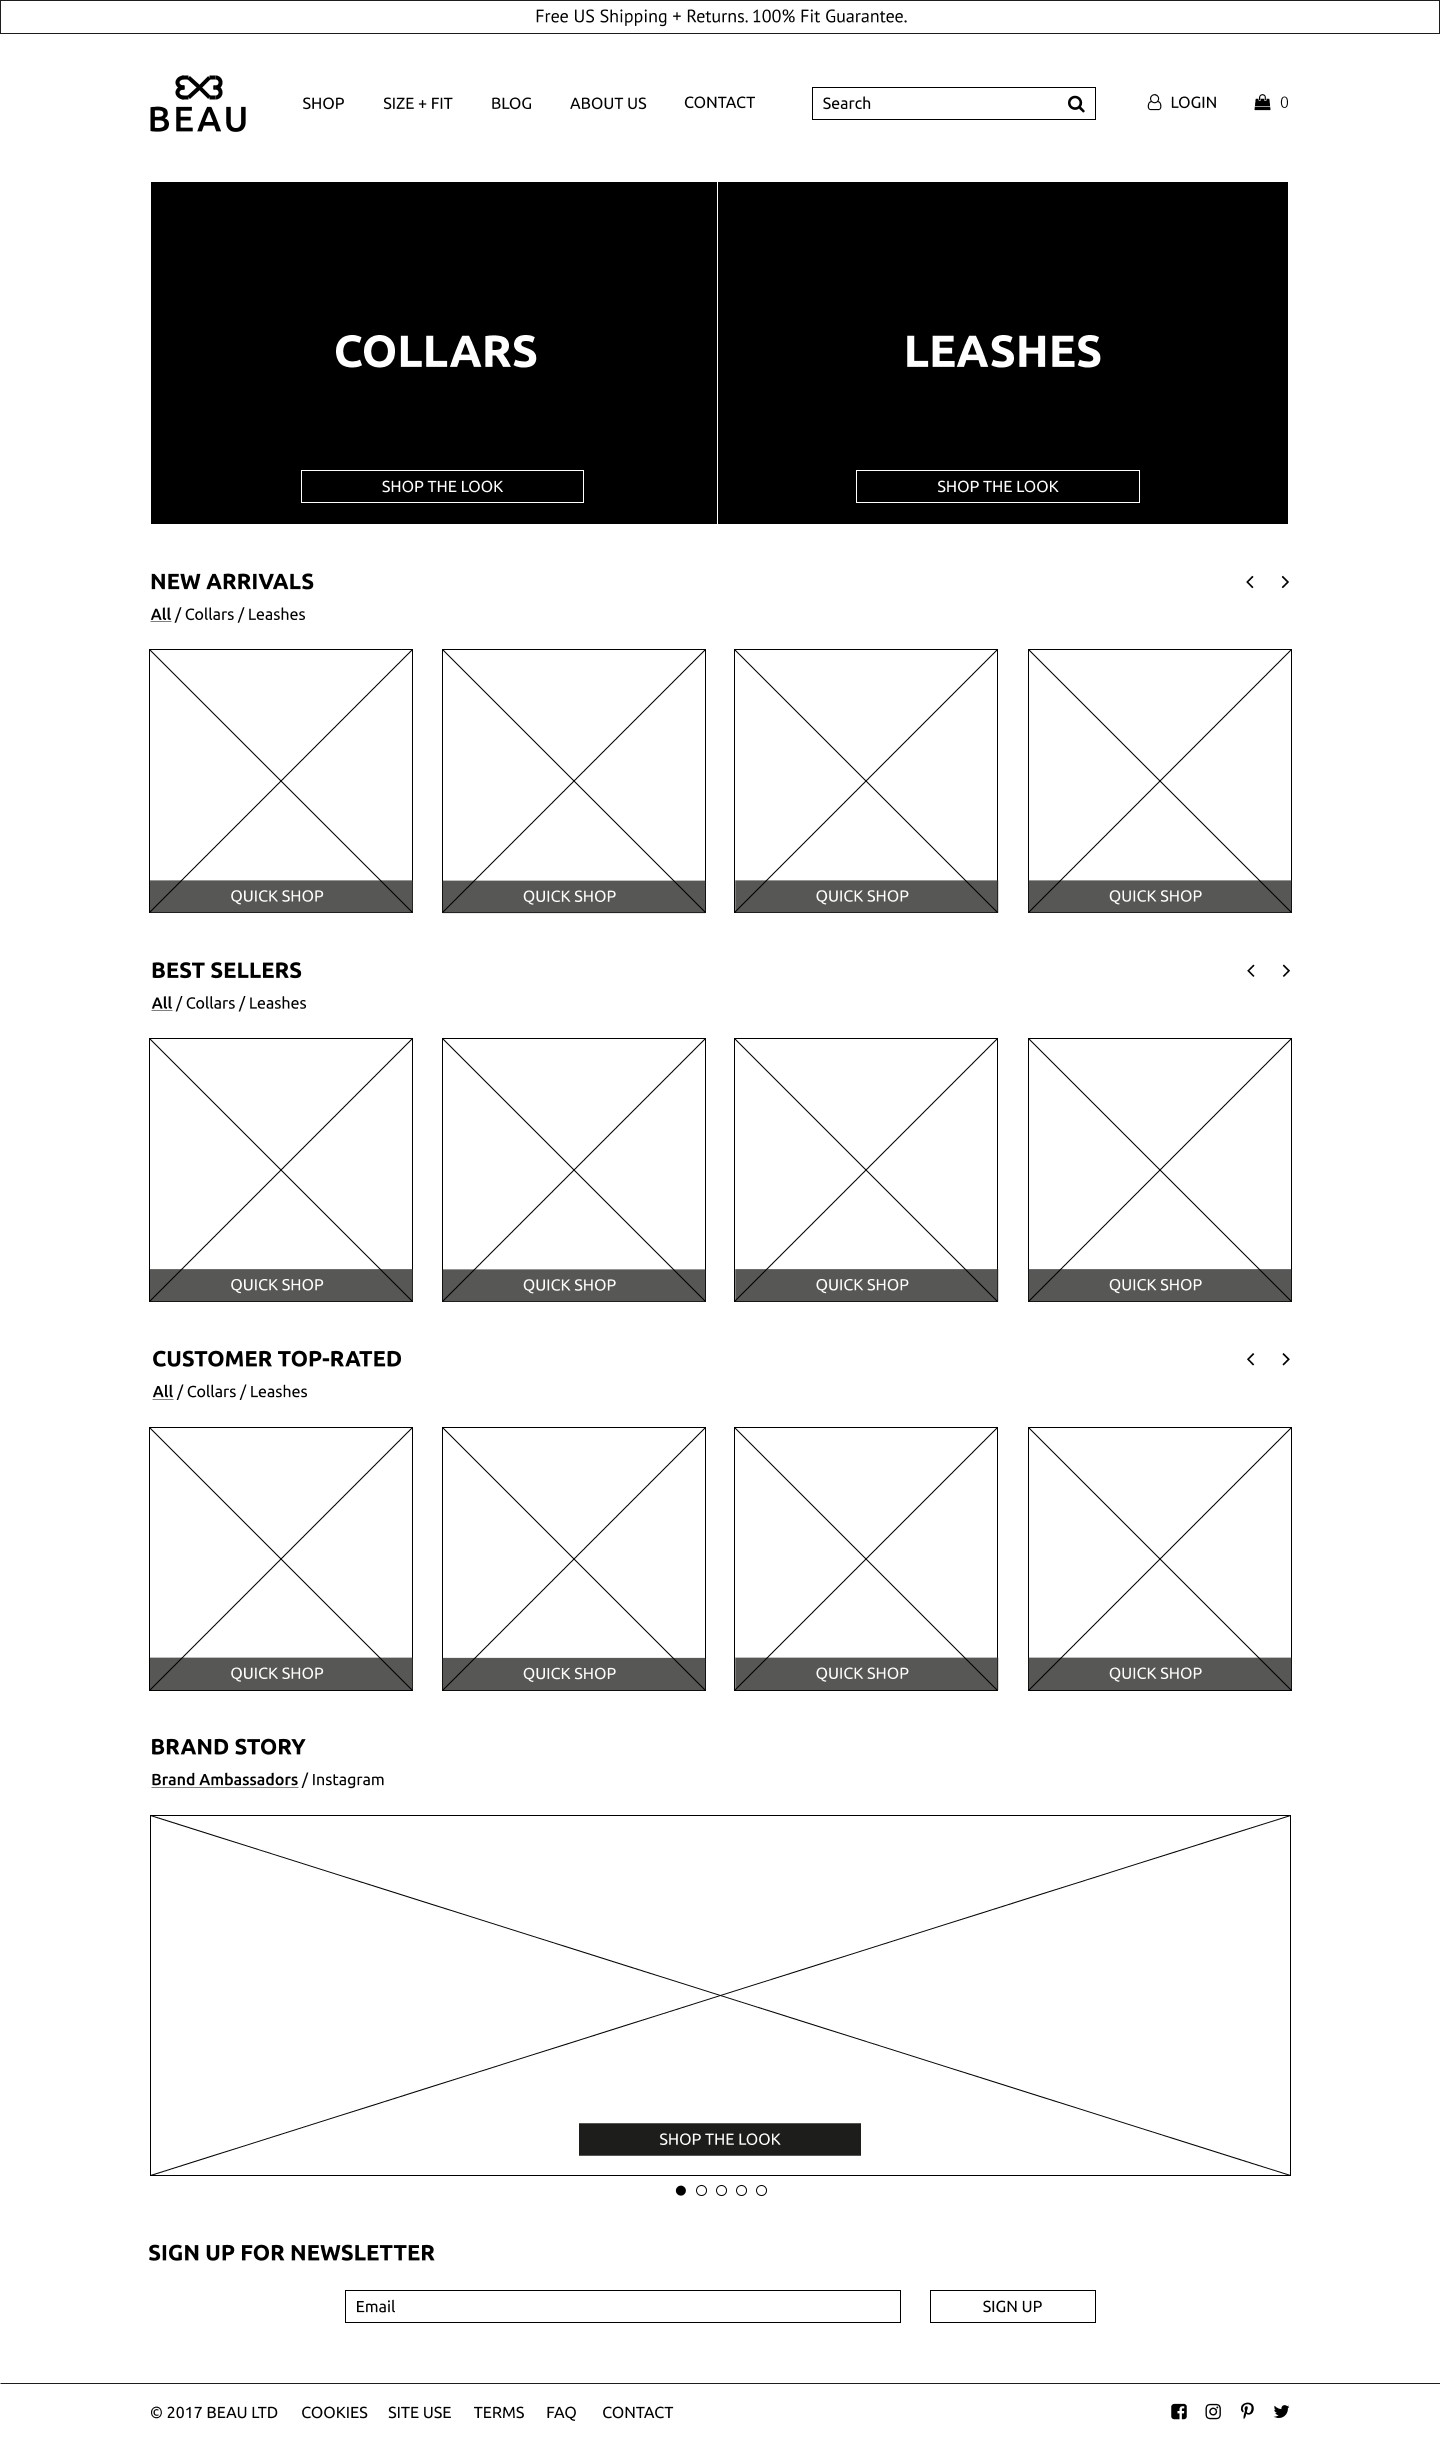 Free US Shipping + Returns. 100% Fit Guarantee.
BEAU
SHOP SIZE + FIT BLOG ABOUT US CONTACT Search LOGIN 0
COLLARS LEASHES
SHOP THE LOOK SHOP THE LOOK
NEW ARRIVALS
All / Collars / Leashes
QUICK SHOP QUICK SHOP QUICK SHOP QUICK SHOP
BEST SELLERS
All / Collars / Leashes
QUICK SHOP QUICK SHOP QUICK SHOP QUICK SHOP
CUSTOMER TOP-RATED
All / Collars / Leashes
QUICK SHOP QUICK SHOP QUICK SHOP QUICK SHOP
BRAND STORY
Brand Ambassadors / Instagram
SHOP THE LOOK
SIGN UP FOR NEWSLETTER
Email SIGN UP
© 2017 BEAU LTD COOKIES SITE USE TERMS FAQ CONTACT